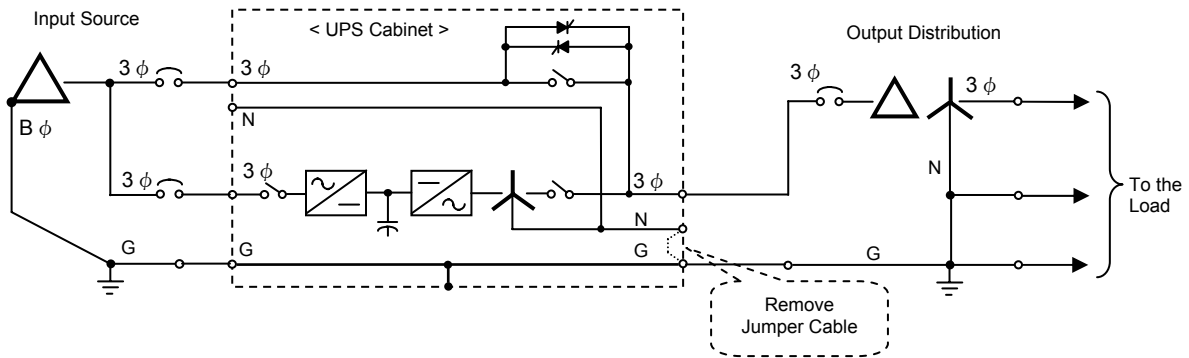 Input Source
< UPS Cabinet >
Output Distribution
3 ϕ
3 ϕ
3 ϕ
3 ϕ
B ϕ
N
3 ϕ
3 ϕ
3 ϕ
N
N
To the
Load
G
G
G
G
Remove
Jumper Cable